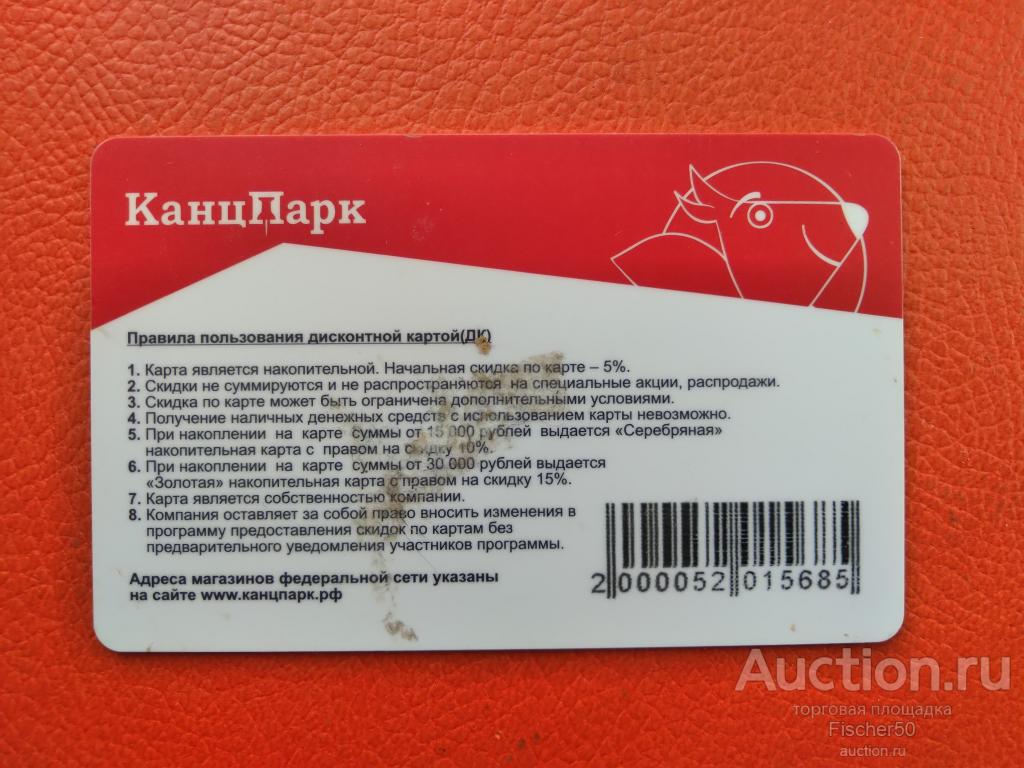 КанцПарк
Правила пользования дисконтной картой(ДК)
1. Карта является накопительной. Начальная скидка по карте – 5%.
2. Скидки не суммируются и не распространяются на специальные акции, распродажи.
3. Скидка по карте может быть ограничена дополнительными условиями.
4. Получение наличных денежных средств с использованием карты невозможно.
5. При накоплении на карте суммы от 15 000 рублей выдается «Серебряная»
накопительная карта с правом на скидку 10%.
6. При накоплении на карте суммы от 30 000 рублей выдается
«Золотая» накопительная карта с правом на скидку 15%.
7. Карта является собственностью компании.
8. Компания оставляет за собой право вносить изменения в
программу предоставления скидок по картам без
предварительного уведомления участников программы.
Адреса магазинов федеральной сети указаны
на сайте www.канцпарк.рф
2 000052 015685
Auction.ru
торговая площадка
Fischer50
auction.ru